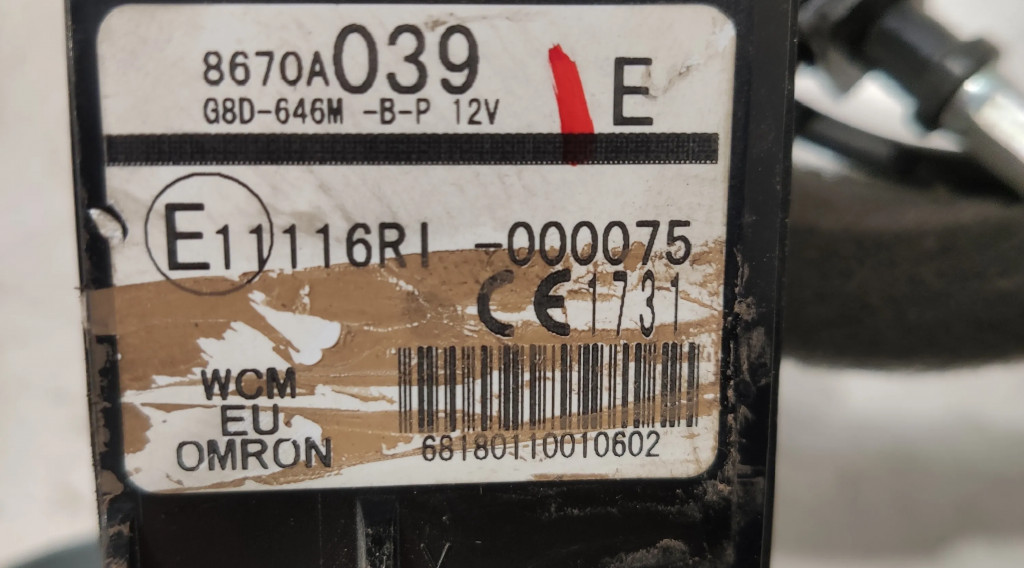 8670A039
G8D-646M -B-P 12V
E
E11116RI -000075
CE1731
WCM
EU
OMRON
68180110010602